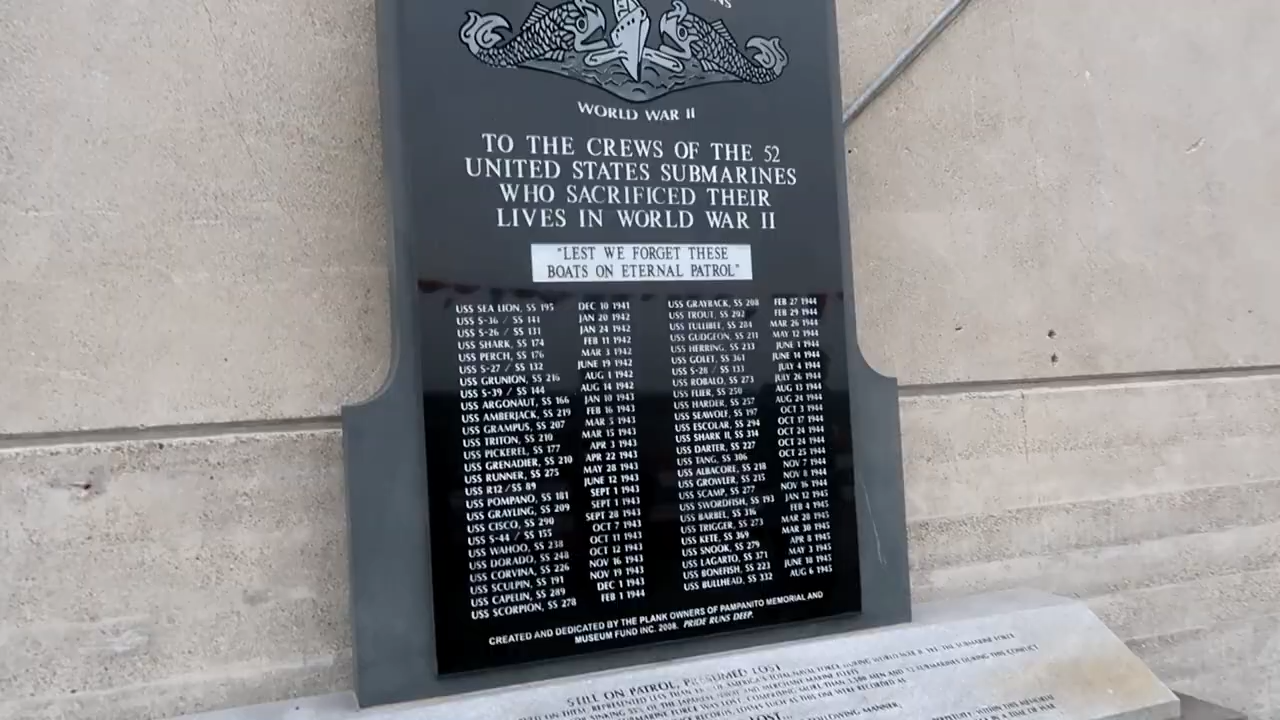 WORLD WAR II
TO THE CREWS OF THE 52
UNITED STATES SUBMARINES
WHO SACRIFICED THEIR
LIVES IN WORLD WAR II
"LEST WE FORGET THESE
BOATS ON ETERNAL PATROL"
USS SEA LION, SS 195 DEC 10 1941
USS S-36 / SS 141 JAN 20 1942
USS S-26 / SS 131 JAN 24 1942
USS SHARK, SS 174 FEB 11 1942
USS PERCH, SS 176 MAR 3 1942
USS S-27 / SS 132 JUNE 19 1942
USS GRUNION, SS 216 AUG 1 1942
USS S-39 / SS 144 AUG 14 1942
USS ARGONAUT, SS 166 JAN 10 1943
USS AMBERJACK, SS 219 FEB 16 1943
USS GRAMPUS, SS 207 MAR 5 1943
USS TRITON, SS 210 MAR 15 1943
USS PICKEREL, SS 177 APR 3 1943
USS GRENADIER, SS 210 APR 22 1943
USS RUNNER, SS 275 MAY 28 1943
USS R12 / SS 89 JUNE 12 1943
USS POMPANO, SS 181 SEPT 1 1943
USS GRAYLING, SS 209 SEPT 1 1943
USS CISCO, SS 290 SEPT 28 1943
USS S-44 / SS 155 OCT 7 1943
USS WAHOO, SS 238 OCT 11 1943
USS DORADO, SS 248 OCT 12 1943
USS CORVINA, SS 226 NOV 16 1943
USS SCULPIN, SS 191 NOV 19 1943
USS CAPELIN, SS 289 DEC 1 1943
USS SCORPION, SS 278 FEB 1 1944
USS GRAYBACK, SS 208 FEB 27 1944
USS TROUT, SS 202 FEB 29 1944
USS TULLIBEE, SS 284 MAR 26 1944
USS GUDGEON, SS 211 MAY 12 1944
USS HERRING, SS 233 JUNE 1 1944
USS GOLET, SS 361 JUNE 14 1944
USS S-28 / SS 133 JULY 4 1944
USS ROBALO, SS 273 JULY 26 1944
USS FLIER, SS 250 AUG 13 1944
USS HARDER, SS 257 AUG 24 1944
USS SEAWOLF, SS 197 OCT 3 1944
USS ESCOLAR, SS 294 OCT 17 1944
USS SHARK II, SS 314 OCT 24 1944
USS DARTER, SS 227 OCT 24 1944
USS TANG, SS 306 OCT 25 1944
USS ALBACORE, SS 218 NOV 7 1944
USS GROWLER, SS 215 NOV 8 1944
USS SCAMP, SS 277 NOV 16 1944
USS SWORDFISH, SS 193 JAN 12 1945
USS BARBEL, SS 316 FEB 4 1945
USS TRIGGER, SS 273 MAR 28 1945
USS KETE, SS 369 MAR 30 1945
USS SNOOK, SS 279 APR 8 1945
USS LAGARTO, SS 371 MAY 3 1945
USS BONEFISH, SS 223 JUNE 18 1945
USS BULLHEAD, SS 332 AUG 6 1945
CREATED AND DEDICATED BY THE PLANK OWNERS OF PAMPANITO MEMORIAL AND
MUSEUM FUND INC. 2008. PRIDE RUNS DEEP.
STILL ON PATROL, PRESUMED LOST